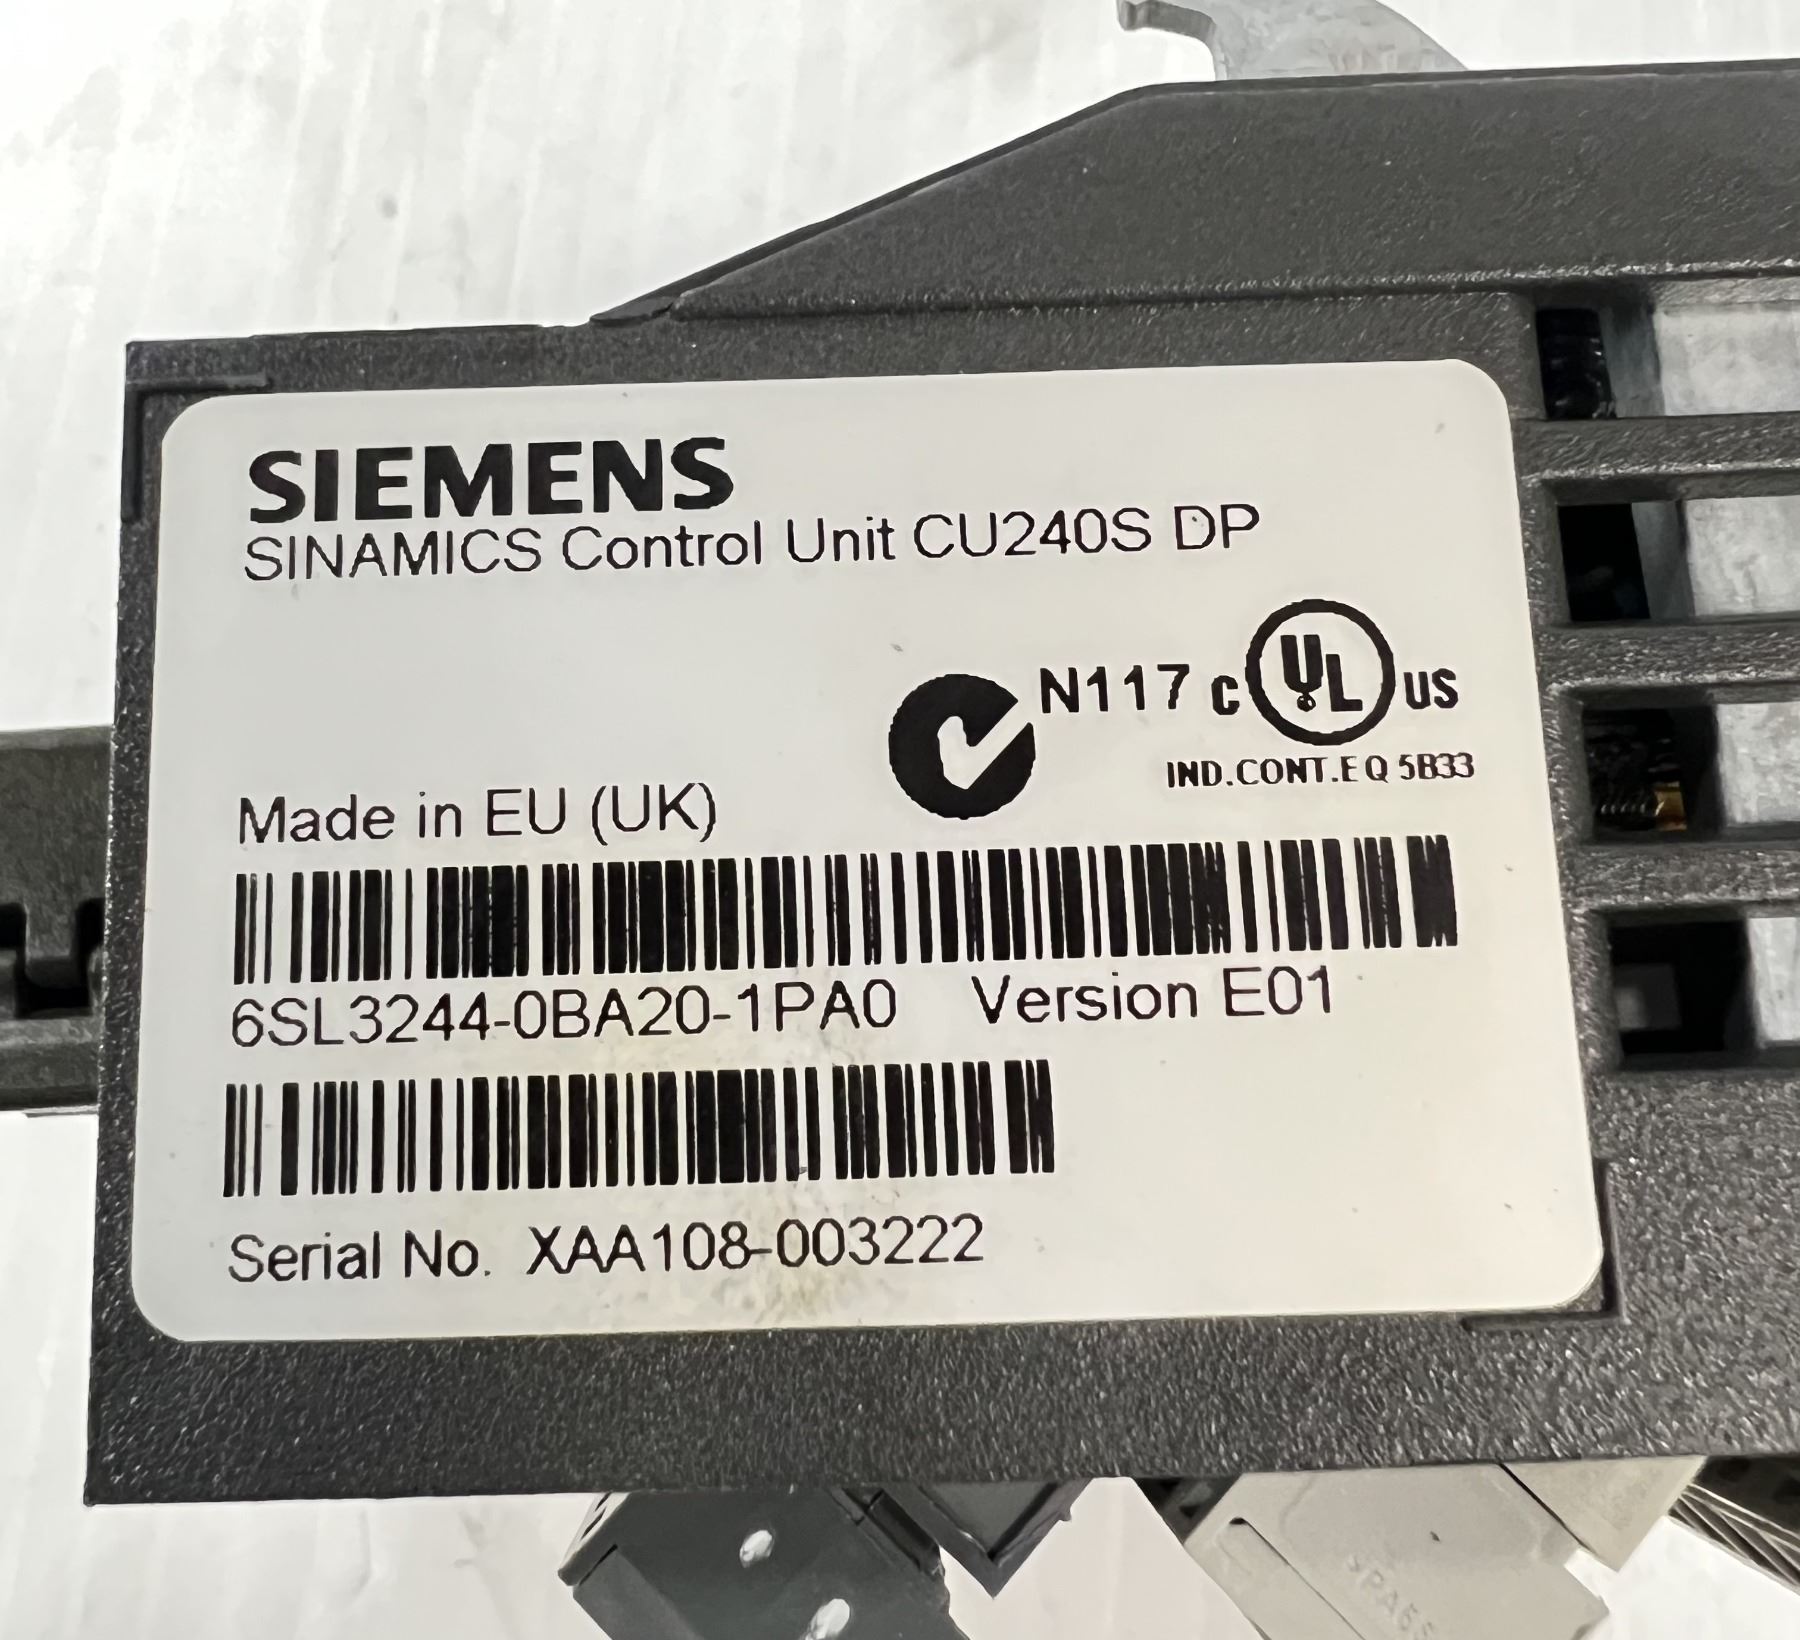 SIEMENS
SINAMICS Control Unit CU240S DP
N117 C UL US
IND.CONT.EQ 5B33
Made in EU (UK)
6SL3244-0BA20-1PA0 Version E01
Serial No. XAA108-003222